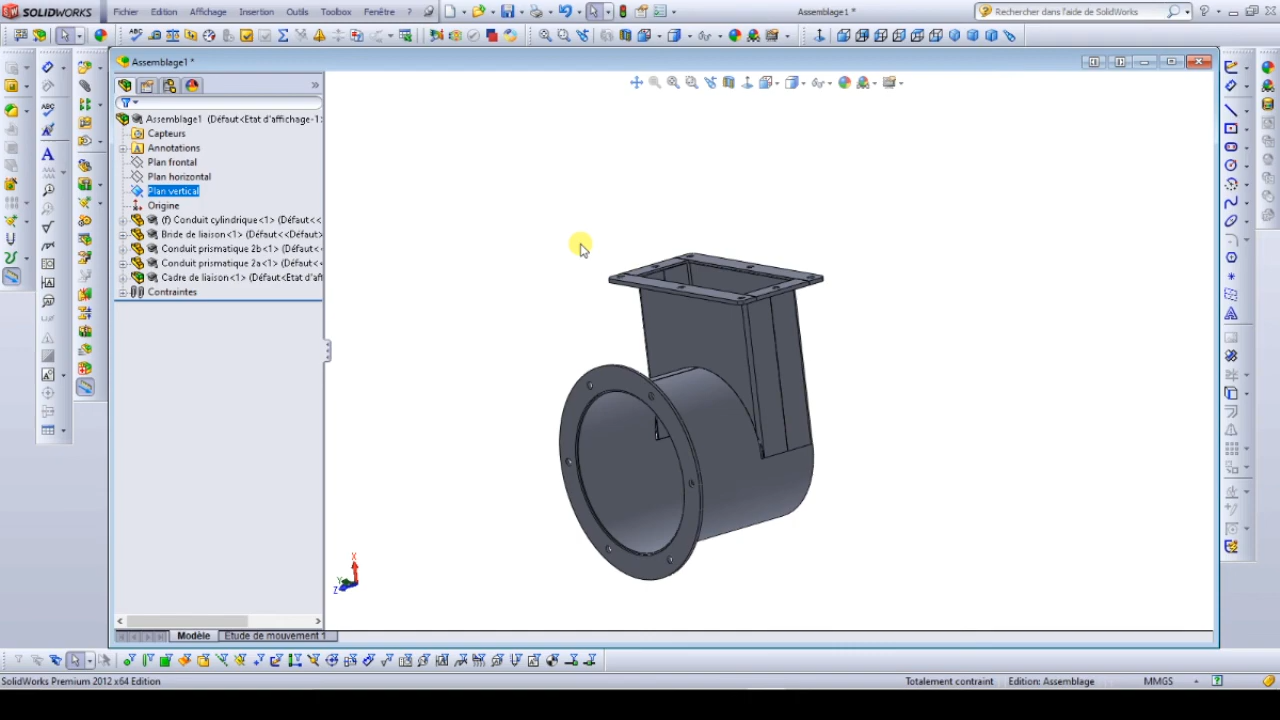 SOLIDWORKS
Fichier Edition Affichage Insertion Outils Toolbox Fenêtre ?
Assemblage1 *
Rechercher dans l'aide de SolidWorks
Assemblage1 *
Assemblage1 (Défaut<Etat d'affichage-1>
Capteurs
Annotations
Plan frontal
Plan horizontal
Plan vertical
Origine
(f) Conduit cylindrique<1> (Défaut<<
Bride de liaison<1> (Défaut<<Défaut>
Conduit prismatique 2b<1> (Défaut<<
Conduit prismatique 2a<1> (Défaut<<
Cadre de liaison<1> (Défaut<Etat d'aff
Contraintes
X
Y
Z
Modèle Etude de mouvement 1
SolidWorks Premium 2012 x64 Edition
Totalement contraint Edition: Assemblage MMGS